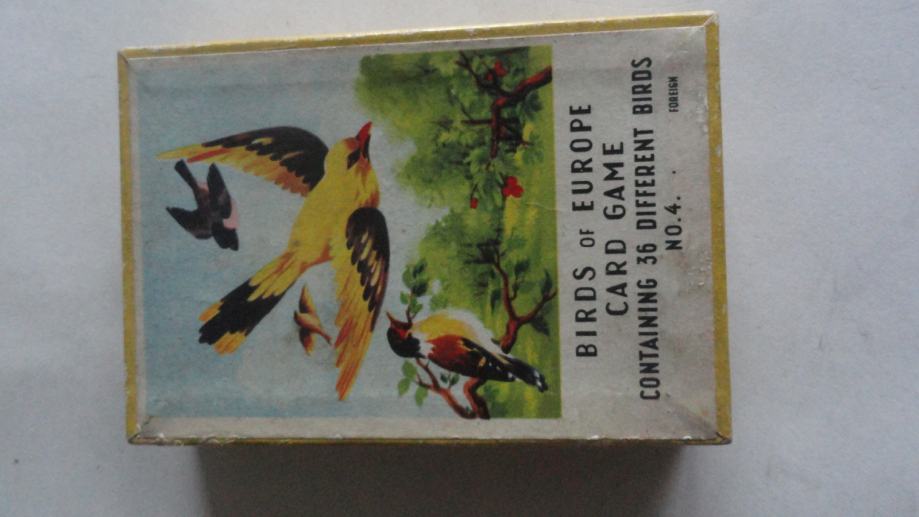 BIRDS OF EUROPE
CARD GAME
CONTAINING 36 DIFFERENT BIRDS
NO.4. .
FOREIGN